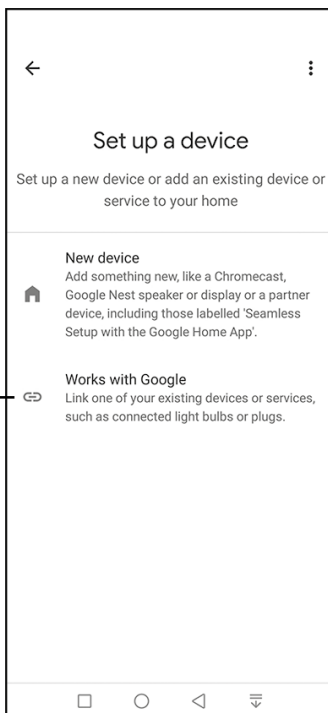 Set up a device
Set up a new device or add an existing device or
service to your home
New device
Add something new, like a Chromecast,
Google Nest speaker or display or a partner
device, including those labelled 'Seamless
Setup with the Google Home App'.
Works with Google
Link one of your existing devices or services,
such as connected light bulbs or plugs.